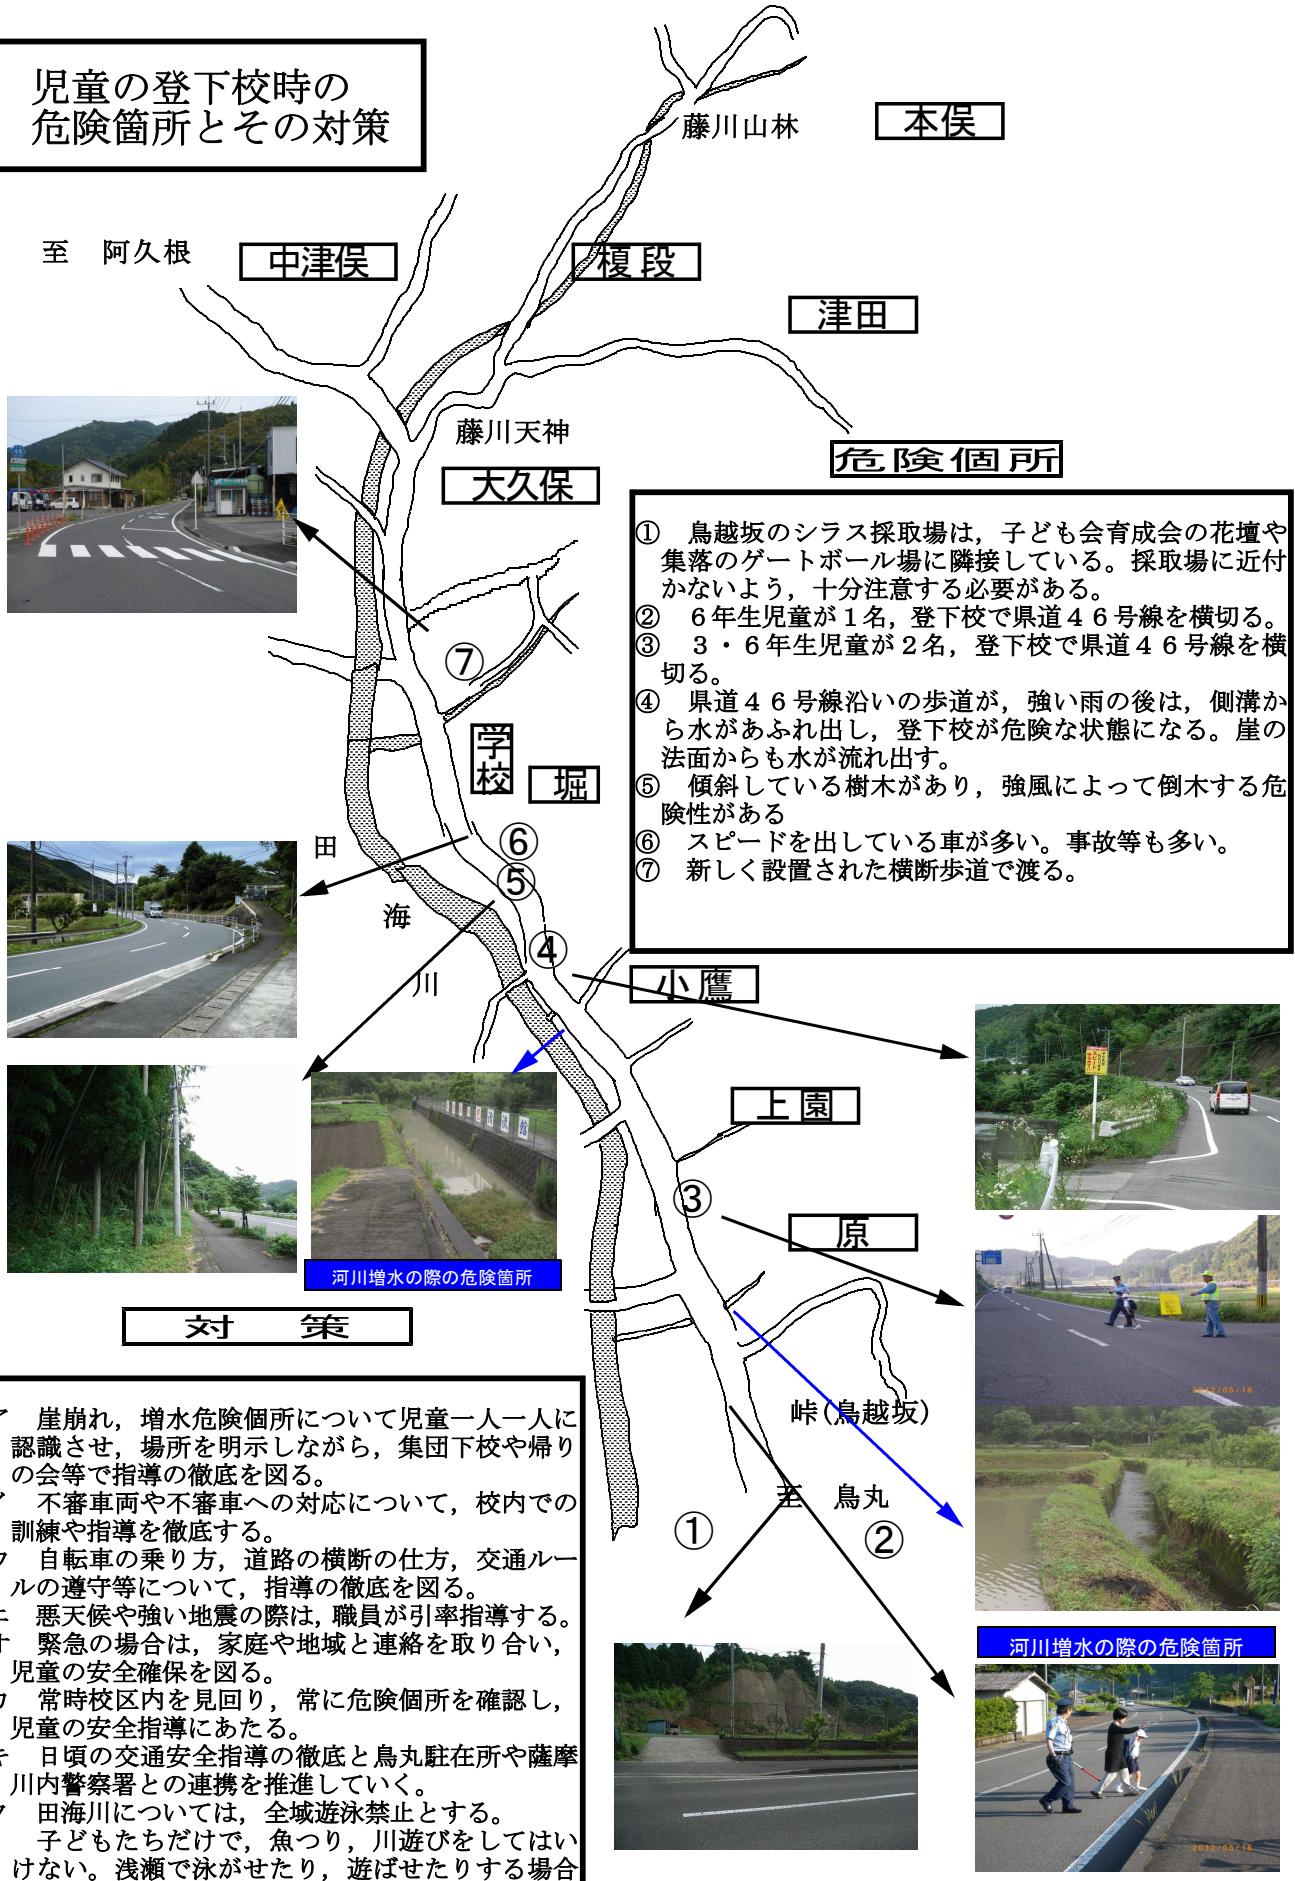 児童の登下校時の
危険箇所とその対策
藤川山林
本俣
至　阿久根
中津俣
榎段
津田
藤川天神
大久保
危険個所
①　鳥越坂のシラス採取場は，子ども会育成会の花壇や
集落のゲートボール場に隣接している。採取場に近付
かないよう，十分注意する必要がある。
②　６年生児童が１名，登下校で県道４６号線を横切る。
③　３・６年生児童が２名，登下校で県道４６号線を横
切る。
④　県道４６号線沿いの歩道が，強い雨の後は，側溝か
ら水があふれ出し，登下校が危険な状態になる。崖の
法面からも水が流れ出す。
⑤　傾斜している樹木があり，強風によって倒木する危
険性がある
⑥　スピードを出している車が多い。事故等も多い。
⑦　新しく設置された横断歩道で渡る。
⑦
学校
堀
田
海
川
⑥
⑤
④
小鷹
上園
③
原
河川増水の際の危険箇所
対　策
峠(鳥越坂)
至　鳥丸
①
②
2012/05/18
河川増水の際の危険箇所
2012/05/18
ア　崖崩れ，増水危険個所について児童一人一人に
認識させ，場所を明示しながら，集団下校や帰り
の会等で指導の徹底を図る。
イ　不審車両や不審車への対応について，校内での
訓練や指導を徹底する。
ウ　自転車の乗り方，道路の横断の仕方，交通ルー
ルの遵守等について，指導の徹底を図る。
エ　悪天候や強い地震の際は，職員が引率指導する。
オ　緊急の場合は，家庭や地域と連絡を取り合い，
児童の安全確保を図る。
カ　常時校区内を見回り，常に危険個所を確認し，
児童の安全指導にあたる。
キ　日頃の交通安全指導の徹底と鳥丸駐在所や薩摩
川内警察署との連携を推進していく。
ク　田海川については，全域遊泳禁止とする。
子どもたちだけで，魚つり，川遊びをしてはい
けない。浅瀬で泳がせたり，遊ばせたりする場合